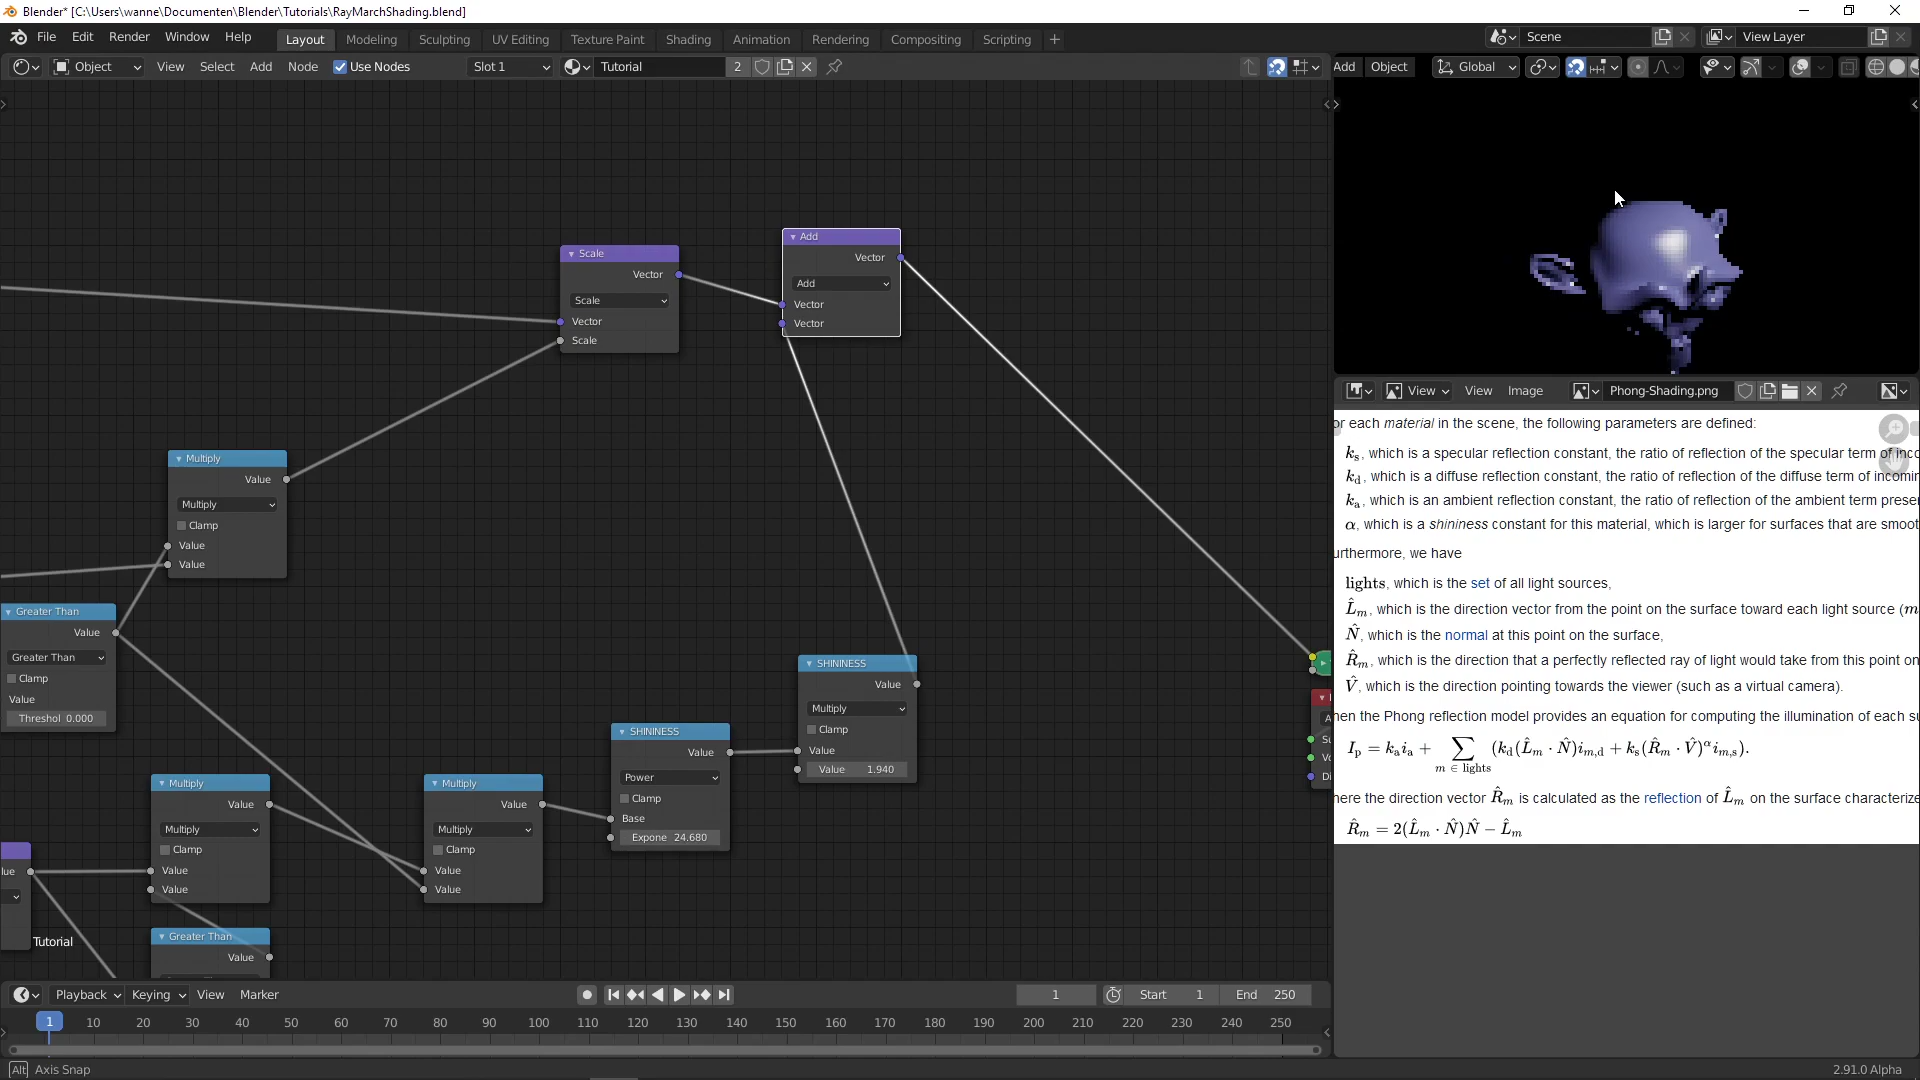 Blender* [C:\Users\wanne\Documenten\Blender\Tutorials\RayMarchShading.blend]
File Edit Render Window Help Layout Modeling Sculpting UV Editing Texture Paint Shading Animation Rendering Compositing Scripting + Scene View Layer
Object View Select Add Node Use Nodes Slot 1 Tutorial 2 Add Object Global
Add
Vector
Add
Vector
Vector
Scale
Vector
Scale
Vector
Scale
View View Image Phong-Shading.png
or each material in the scene, the following parameters are defined:
kₛ, which is a specular reflection constant, the ratio of reflection of the specular term of inco
k_d, which is a diffuse reflection constant, the ratio of reflection of the diffuse term of incomin
kₐ, which is an ambient reflection constant, the ratio of reflection of the ambient term prese
α, which is a shininess constant for this material, which is larger for surfaces that are smoot
urthermore, we have
lights, which is the set of all light sources,
L̂ₘ, which is the direction vector from the point on the surface toward each light source (m
N̂, which is the normal at this point on the surface,
R̂ₘ, which is the direction that a perfectly reflected ray of light would take from this point on
V̂, which is the direction pointing towards the viewer (such as a virtual camera).
hen the Phong reflection model provides an equation for computing the illumination of each su
Iₚ = kₐiₐ + ∑ m ∈ lights (k_d(L̂ₘ · N̂)i_m,d + kₛ(R̂ₘ · V̂)^α i_m,s).
here the direction vector R̂ₘ is calculated as the reflection of L̂ₘ on the surface characterize
R̂ₘ = 2(L̂ₘ · N̂)N̂ − L̂ₘ
Multiply
Value
Multiply
Clamp
Value
Value
Greater Than
Value
Greater Than
Clamp
Value
Threshol 0.000
SHININESS
Value
Multiply
Clamp
Value
Value 1.940
SHININESS
Value
Power
Clamp
Base
Expone 24.680
Multiply
Value
Multiply
Clamp
Value
Value
Multiply
Value
Multiply
Clamp
Value
Value
Greater Than
Value
lue
Tutorial
Playback Keying View Marker 1 Start 1 End 250
1 10 20 30 40 50 60 70 80 90 100 110 120 130 140 150 160 170 180 190 200 210 220 230 240 250
Alt Axis Snap 2.91.0 Alpha